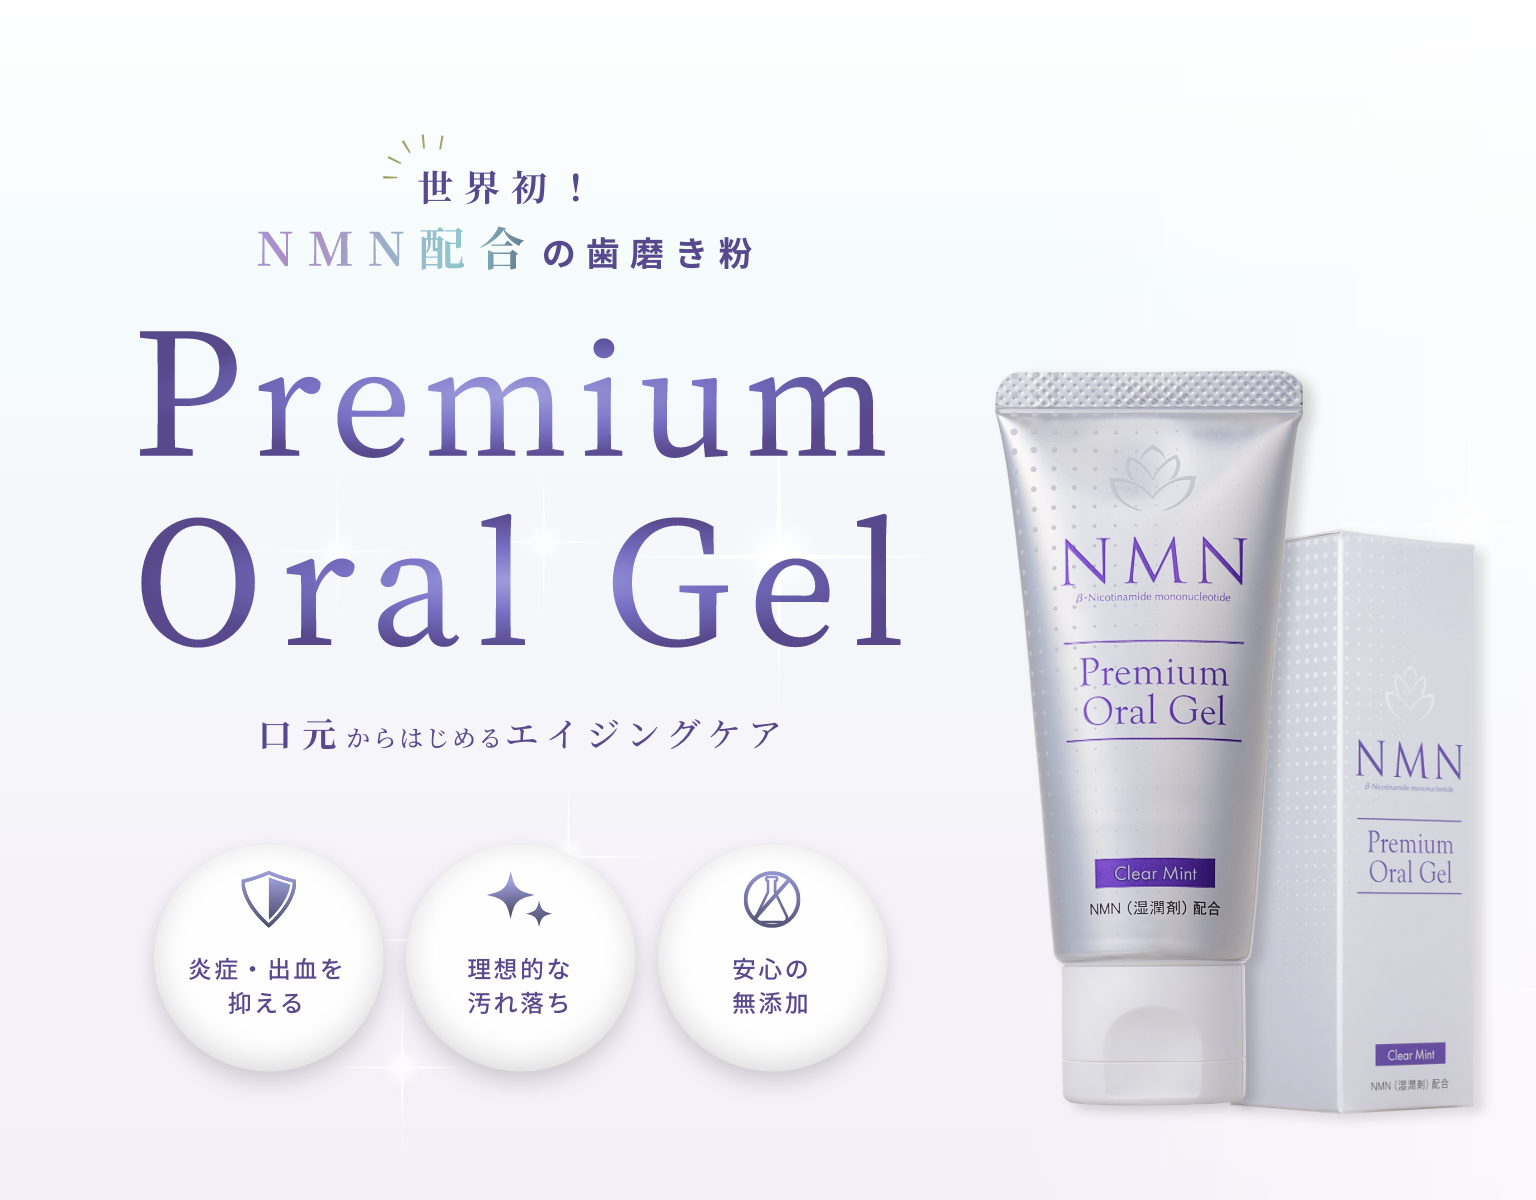 世界初！
NMN配合の歯磨き粉
Premium
Oral Gel
口元からはじめるエイジングケア
炎症・出血を
抑える
理想的な
汚れ落ち
安心の
無添加
NMN
β-Nicotinamide mononucleotide
Premium
Oral Gel
Clear Mint
NMN（湿潤剤）配合
NMN
β-Nicotinamide mononucleotide
Premium
Oral Gel
Clear Mint
NMN（湿潤剤）配合